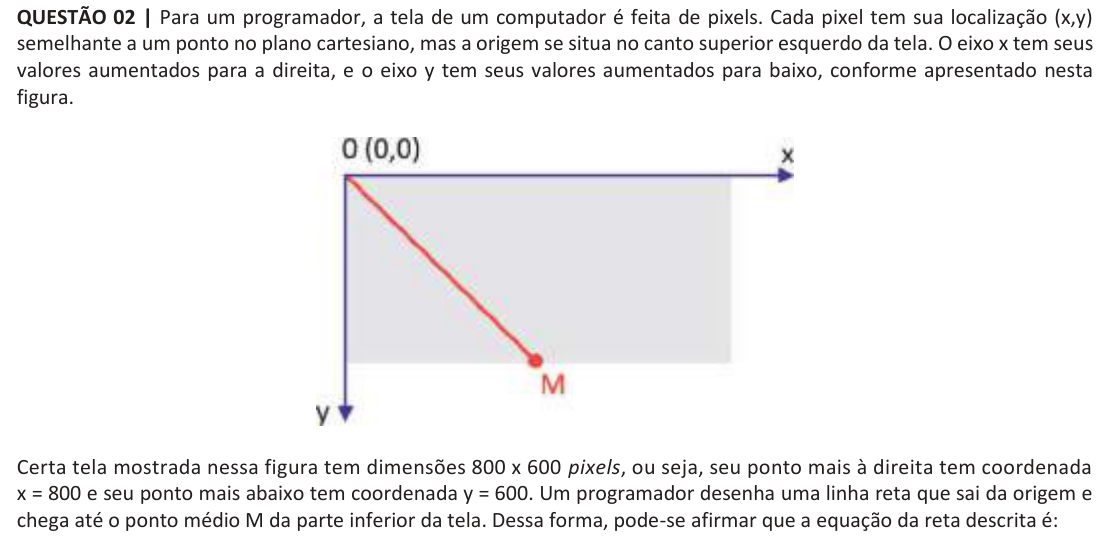 QUESTÃO 02 | Para um programador, a tela de um computador é feita de pixels. Cada pixel tem sua localização (x,y)
semelhante a um ponto no plano cartesiano, mas a origem se situa no canto superior esquerdo da tela. O eixo x tem seus
valores aumentados para a direita, e o eixo y tem seus valores aumentados para baixo, conforme apresentado nesta
figura.
0 (0,0)
x
M
y
Certa tela mostrada nessa figura tem dimensões 800 x 600 pixels, ou seja, seu ponto mais à direita tem coordenada
x = 800 e seu ponto mais abaixo tem coordenada y = 600. Um programador desenha uma linha reta que sai da origem e
chega até o ponto médio M da parte inferior da tela. Dessa forma, pode-se afirmar que a equação da reta descrita é: